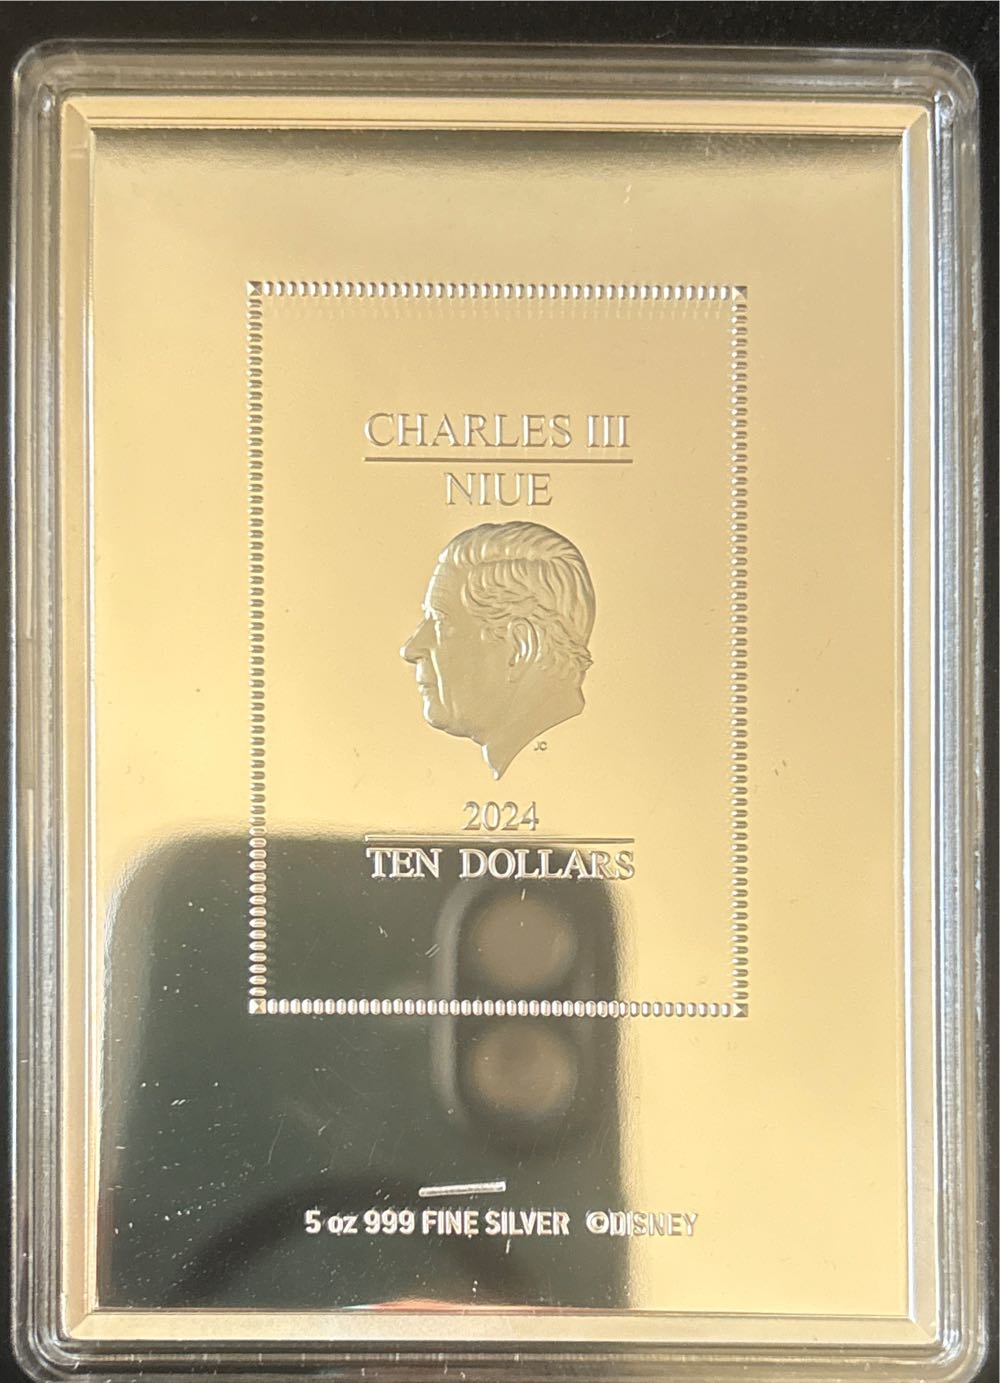 CHARLES III
NIUE
JC
2024
TEN DOLLARS
5 oz 999 FINE SILVER ©DISNEY